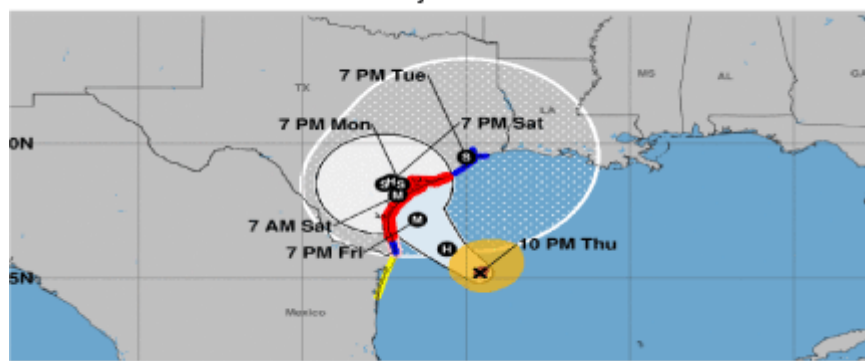 TX
MS
AL
GA
7 PM Tue
LA
7 PM Mon
7 PM Sat
0N
S
SHS
M
7 AM Sat
M
7 PM Fri
H
10 PM Thu
5N
Mexico